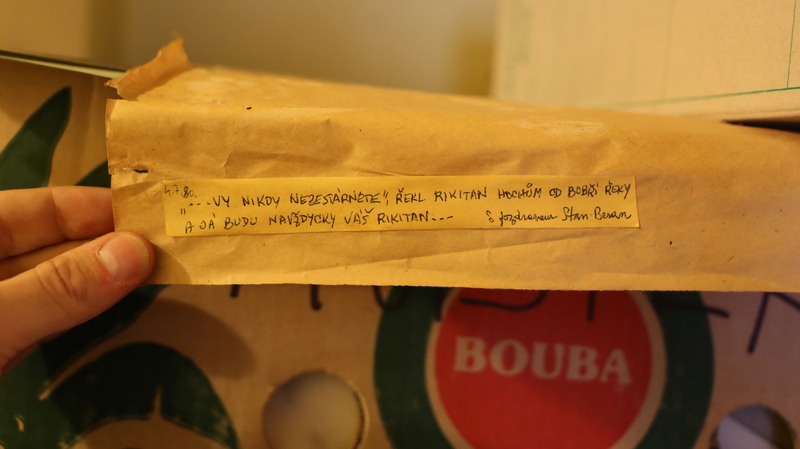 4.7.80.
"...VY NIKDY NEZESTÁRNETE", ŘEKL RIKITAN HOCHŮM OD BOBŘÍ ŘEKY
"A JÁ BUDU NAVŽDYCKY VÁŠ RIKITAN...
S pozdravem Stan. Beran
BOUBA